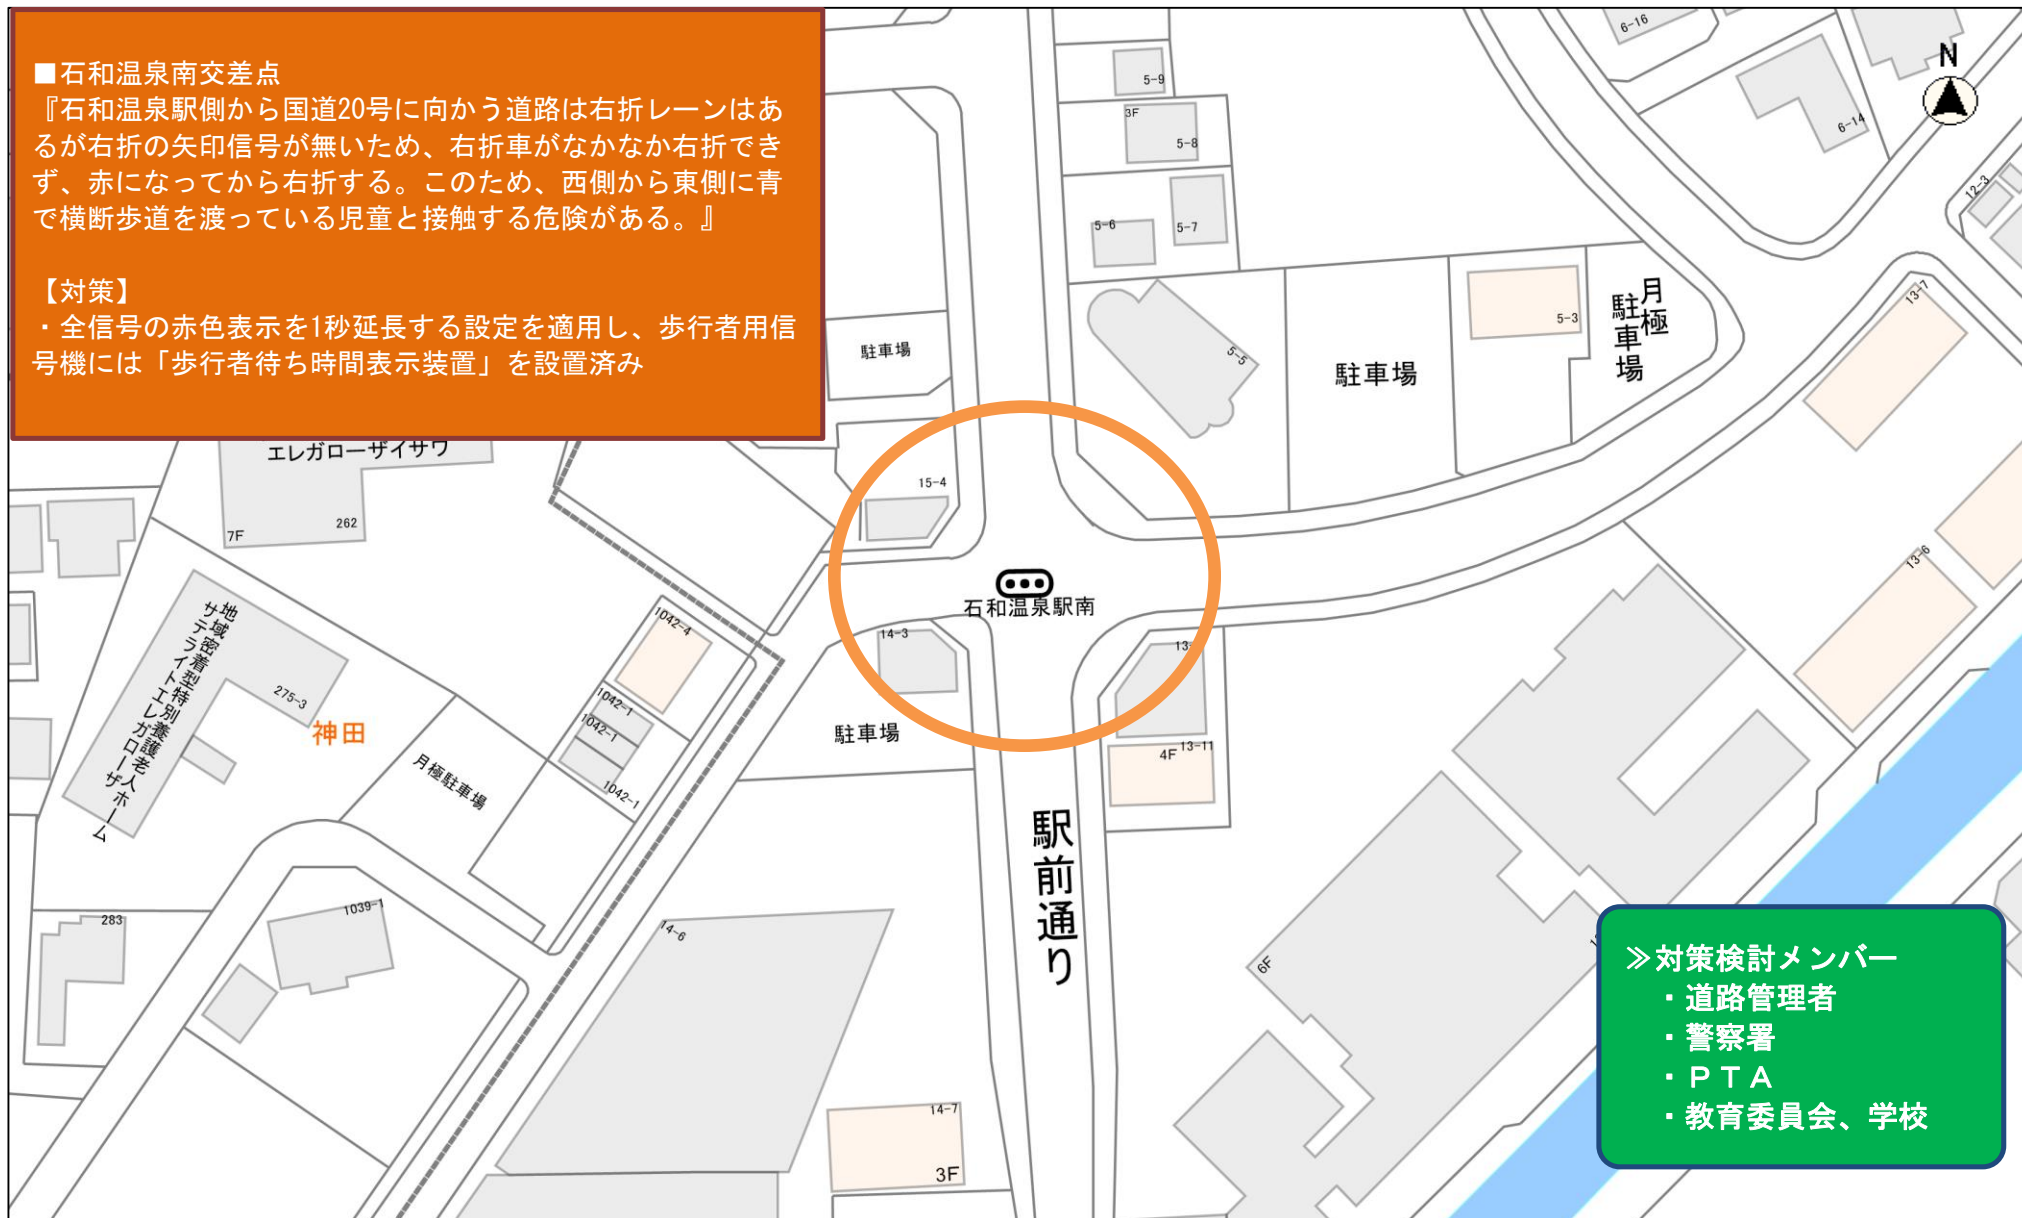 ■石和温泉南交差点
『石和温泉駅側から国道20号に向かう道路は右折レーンはあ
るが右折の矢印信号が無いため、右折車がなかなか右折でき
ず、赤になってから右折する。このため、西側から東側に青
で横断歩道を渡っている児童と接触する危険がある。』
【対策】
・全信号の赤色表示を1秒延長する設定を適用し、歩行者用信
号機には「歩行者待ち時間表示装置」を設置済み
6-16
N
5-9
3F
5-8
6-14
12-3
5-6
5-7
月極
駐車場
5-3
13-7
駐車場
5-5
駐車場
エレガローザイサワ
15-4
7F
262
13-6
石和温泉駅南
地域密着型特別養護老人ホーム
サテライトエレガローザ
275-3
神田
1042-4
14-3
1042-1
1042-1
1042-1
駐車場
4F
13-11
月極駐車場
駅前通り
283
1039-1
14-6
6F
14-7
3F
≫対策検討メンバー
・道路管理者
・警察署
・ＰＴＡ
・教育委員会、学校